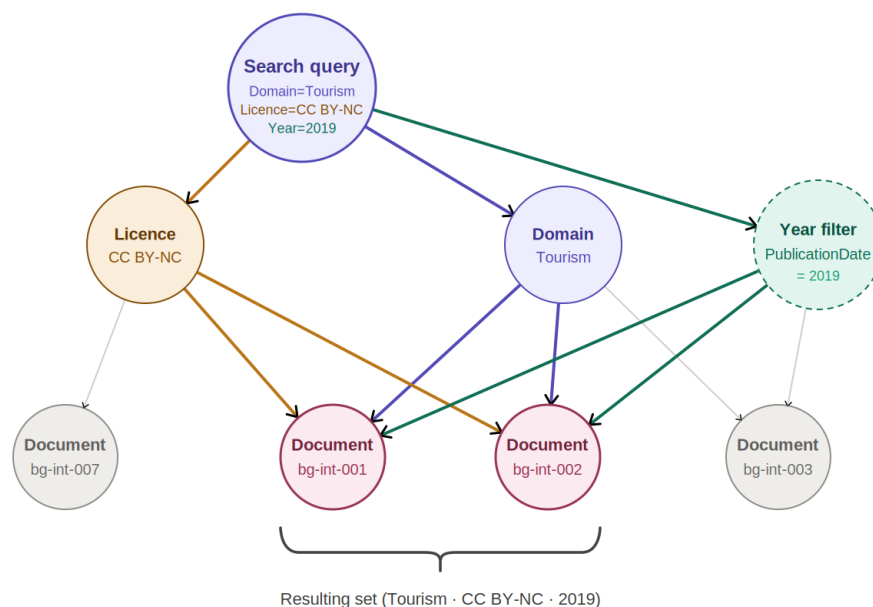 Search query
Domain=Tourism
Licence=CC BY-NC
Year=2019
Licence
CC BY-NC
Domain
Tourism
Year filter
PublicationDate
= 2019
Document
bg-int-007
Document
bg-int-001
Document
bg-int-002
Document
bg-int-003
Resulting set (Tourism · CC BY-NC · 2019)